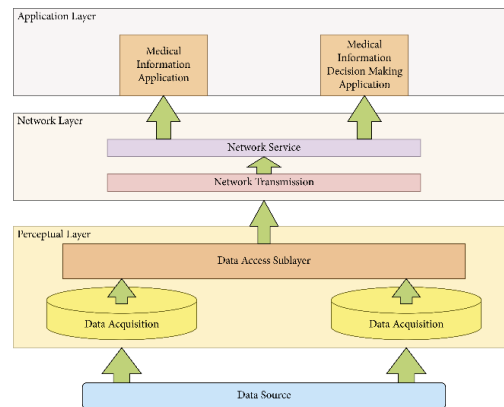 Application Layer
Medical
Information
Application
Medical
Information
Decision Making
Application
Network Layer
Network Service
Network Transmission
Perceptual Layer
Data Access Sublayer
Data Acquisition
Data Acquisition
Data Source